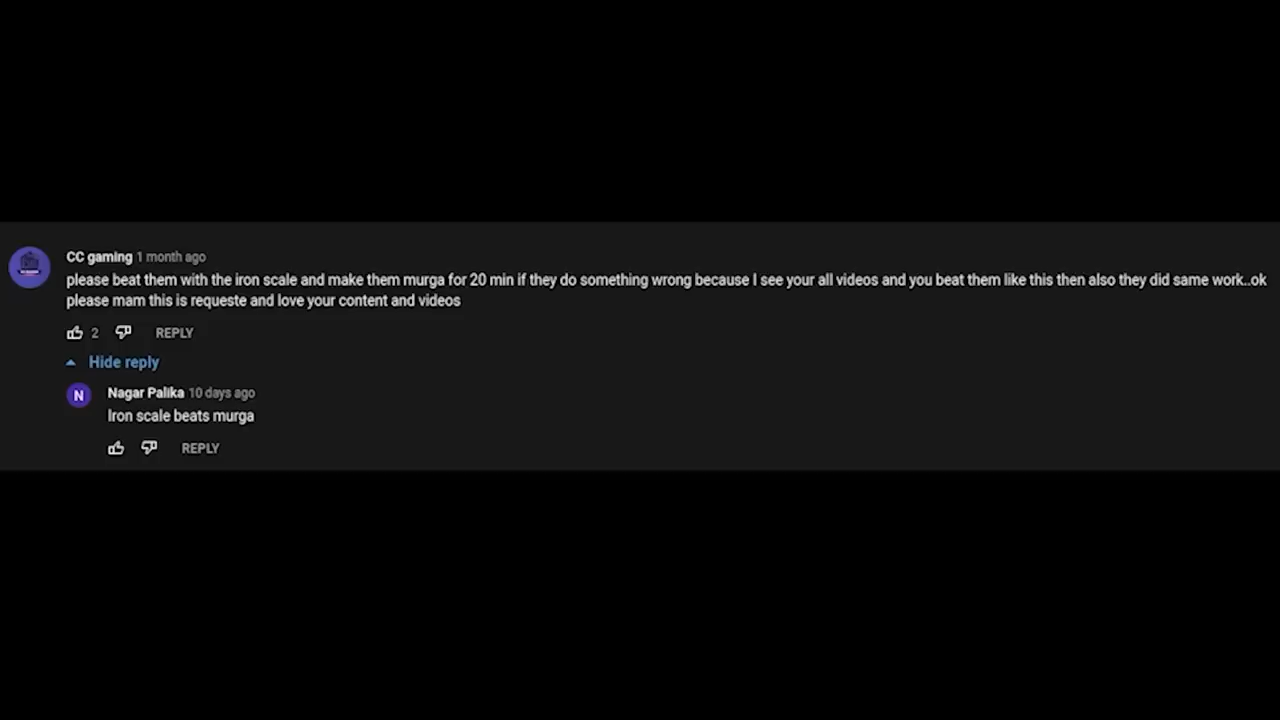 CC gaming 1 month ago
please beat them with the iron scale and make them murga for 20 min if they do something wrong because I see your all videos and you beat them like this then also they did same work..ok
please mam this is requeste and love your content and videos
2 REPLY
Hide reply
N Nagar Palika 10 days ago
Iron scale beats murga
REPLY